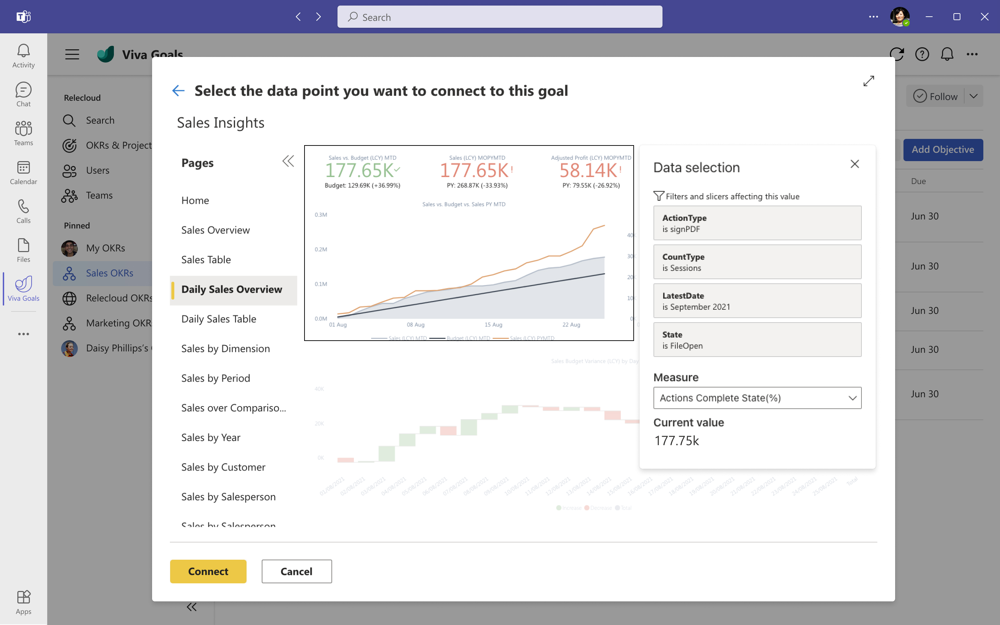 Search
Activity
Chat
Teams
Calendar
Calls
Files
Viva Goals
Apps
Viva Goals
Relecloud
Search
OKRs & Project
Users
Teams
Pinned
My OKRs
Sales OKRs
Relecloud OKRs
Marketing OKRs
Daisy Phillips's
Follow
Add Objective
Due
Jun 30
Jun 30
Jun 30
Jun 30
Jun 30
Select the data point you want to connect to this goal
Sales Insights
Pages
Home
Sales Overview
Sales Table
Daily Sales Overview
Daily Sales Table
Sales by Dimension
Sales by Period
Sales over Compariso...
Sales by Year
Sales by Customer
Sales by Salesperson
Sales by Salesperson
Sales vs. Budget (LCY) MTD
177.65K
Budget: 129.69K (+36.99%)
Sales (LCY) MOPYMTD
177.65K!
PY: 268.87K (-33.93%)
Adjusted Profit (LCY) MOPYMTD
58.14K!
PY: 79.55K (-26.92%)
Sales vs. Budget vs. Sales PY MTD
0.3M
0.2M
0.1M
0.0M
40K
30K
20K
10K
0K
01 Aug 08 Aug 15 Aug 22 Aug
Sales (LCY) MTD Budget (LCY) MTD Sales (LCY) PYMTD
Sales Budget Variance (LCY) by Day
40K
20K
0K
01/08/2021 02/08/2021 03/08/2021 04/08/2021 05/08/2021 06/08/2021 07/08/2021 08/08/2021 09/08/2021 10/08/2021 11/08/2021 12/08/2021 13/08/2021 14/08/2021 15/08/2021 16/08/2021 17/08/2021 18/08/2021 19/08/2021 20/08/2021 21/08/2021 22/08/2021 23/08/2021 24/08/2021 25/08/2021 Total
Increase Decrease Total
Data selection
Filters and slicers affecting this value
ActionType
is signPDF
CountType
is Sessions
LatestDate
is September 2021
State
is FileOpen
Measure
Actions Complete State(%)
Current value
177.75k
Connect
Cancel